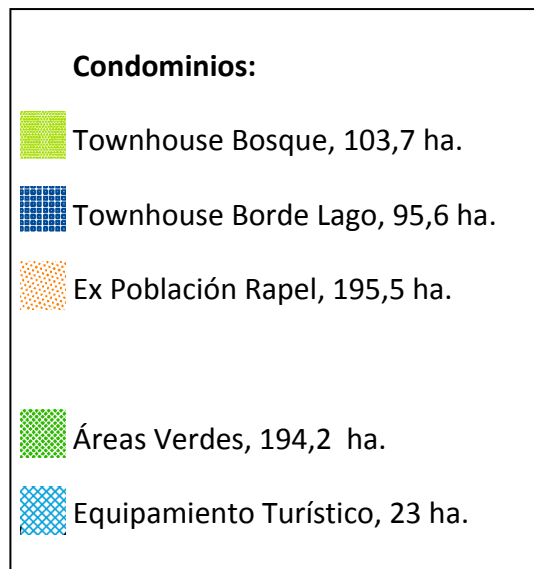 Condominios:
Townhouse Bosque, 103,7 ha.
Townhouse Borde Lago, 95,6 ha.
Ex Población Rapel, 195,5 ha.
Áreas Verdes, 194,2 ha.
Equipamiento Turístico, 23 ha.